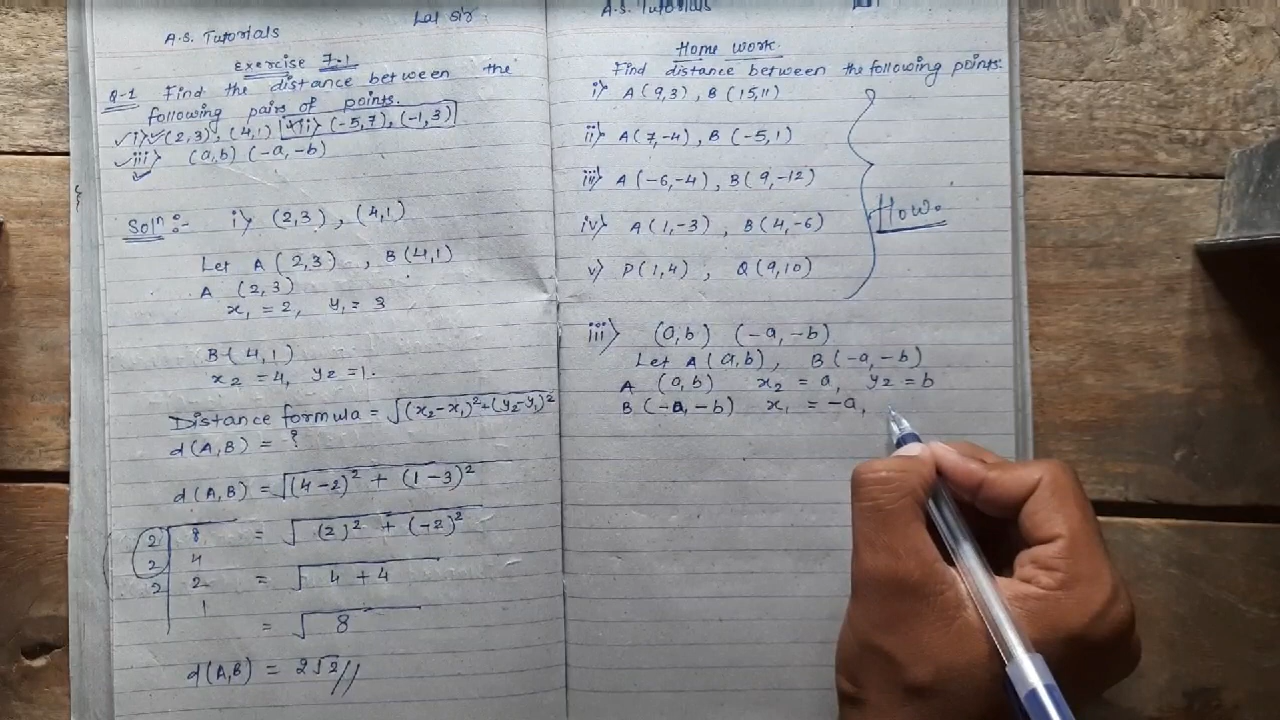 A.S. Tutorials
Lal Sir
Exercise 7.1
Q-1 Find the distance between the
following pairs of points.
i) (2,3), (4,1) ii) (-5,7), (-1,3)
iii) (a,b) (-a,-b)
Soln:- i) (2,3), (4,1)
Let A (2,3), B(4,1)
A (2,3)
x₁ = 2, y₁ = 3
B(4,1)
x₂ = 4, y₂ = 1.
Distance formula = √(x₂-x₁)²+(y₂-y₁)²
d(A,B) = ?
d(A,B) = √(4-2)² + (1-3)²
2 | 8 = √(2)² + (-2)²
2 | 4
2 | 2 = √4+4
1
= √8
d(A,B) = 2√2//
A.S. Tutorials
Home work.
Find distance between the following points:
i) A(9,3), B(15,11)
ii) A(7,-4), B(-5,1)
iii) A(-6,-4), B(9,-12)
iv) A(1,-3), B(4,-6)
v) P(1,4), Q(9,10)
H.w.
iii) (a,b) (-a,-b)
Let A(a,b), B(-a,-b)
A (a,b) x₂ = a, y₂ = b
B (-a,-b) x₁ = -a,